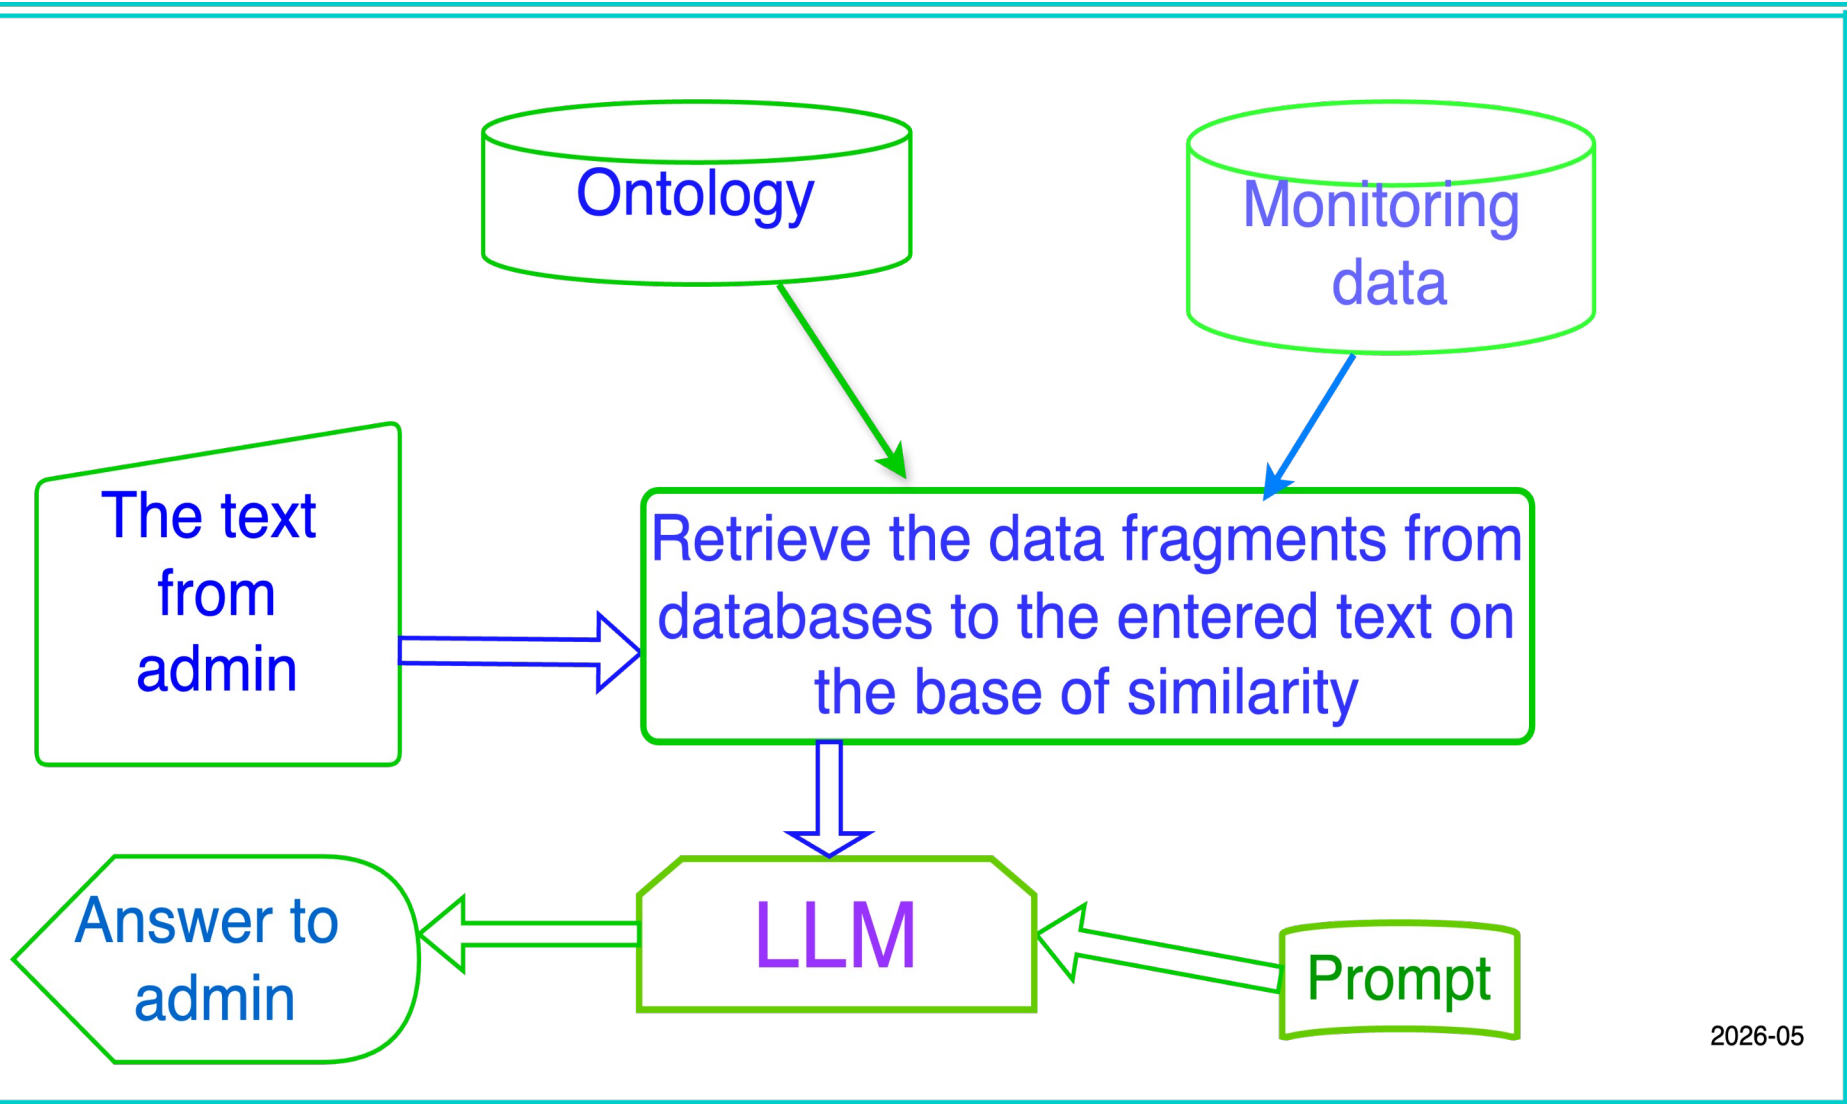 Ontology
Monitoring
data
The text
from
admin
Retrieve the data fragments from
databases to the entered text on
the base of similarity
Answer to
admin
LLM
Prompt
2026-05